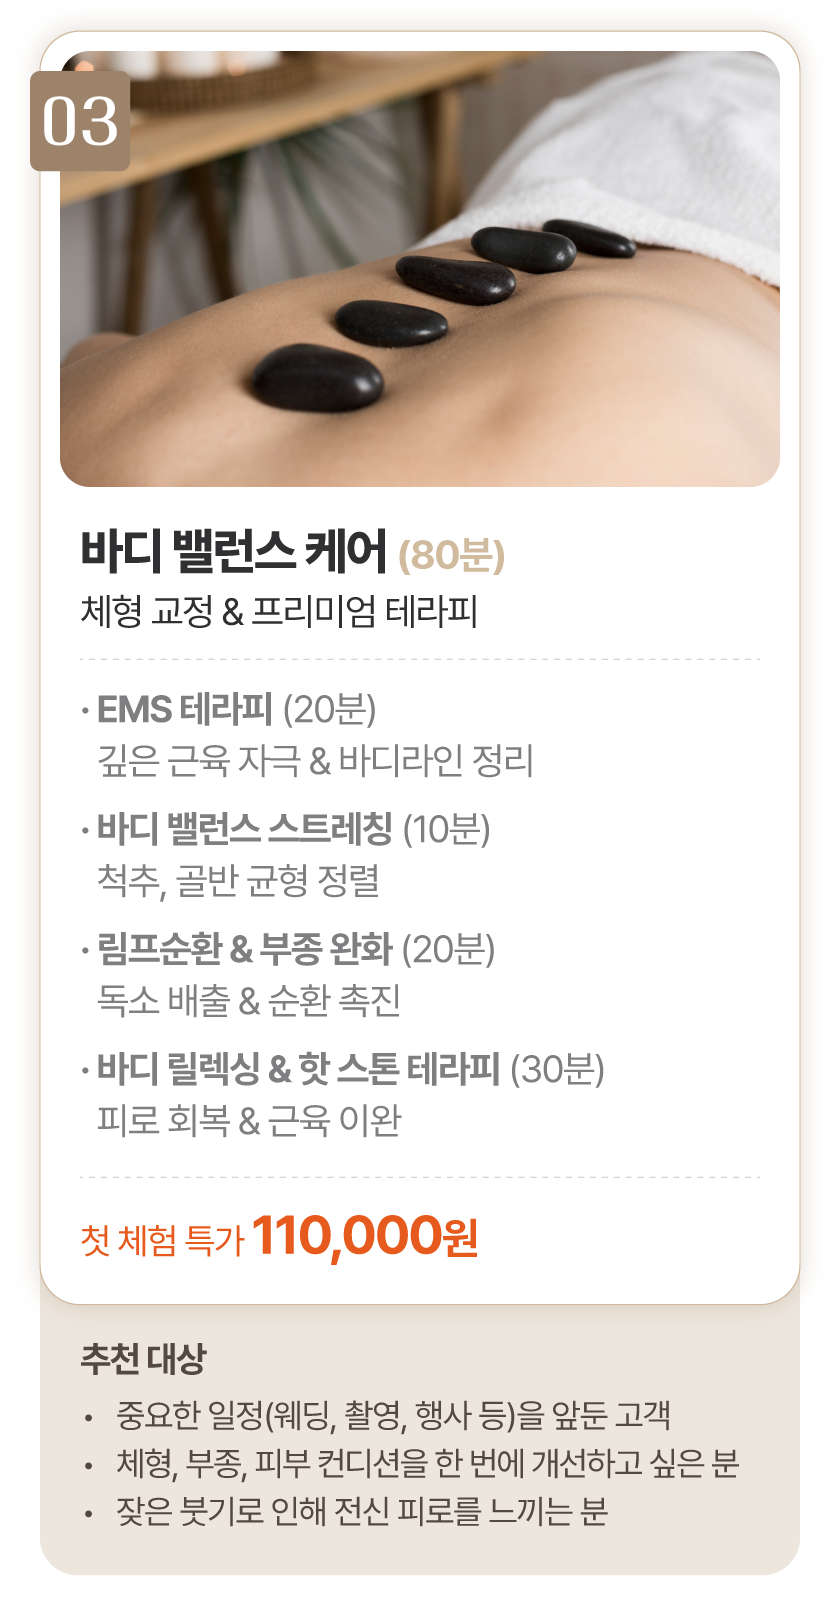 03
바디 밸런스 케어 (80분)
체형 교정 & 프리미엄 테라피
· EMS 테라피 (20분)
깊은 근육 자극 & 바디라인 정리
· 바디 밸런스 스트레칭 (10분)
척추, 골반 균형 정렬
· 림프순환 & 부종 완화 (20분)
독소 배출 & 순환 촉진
· 바디 릴렉싱 & 핫 스톤 테라피 (30분)
피로 회복 & 근육 이완
첫 체험 특가 110,000원
추천 대상
• 중요한 일정(웨딩, 촬영, 행사 등)을 앞둔 고객
• 체형, 부종, 피부 컨디션을 한 번에 개선하고 싶은 분
• 잦은 붓기로 인해 전신 피로를 느끼는 분